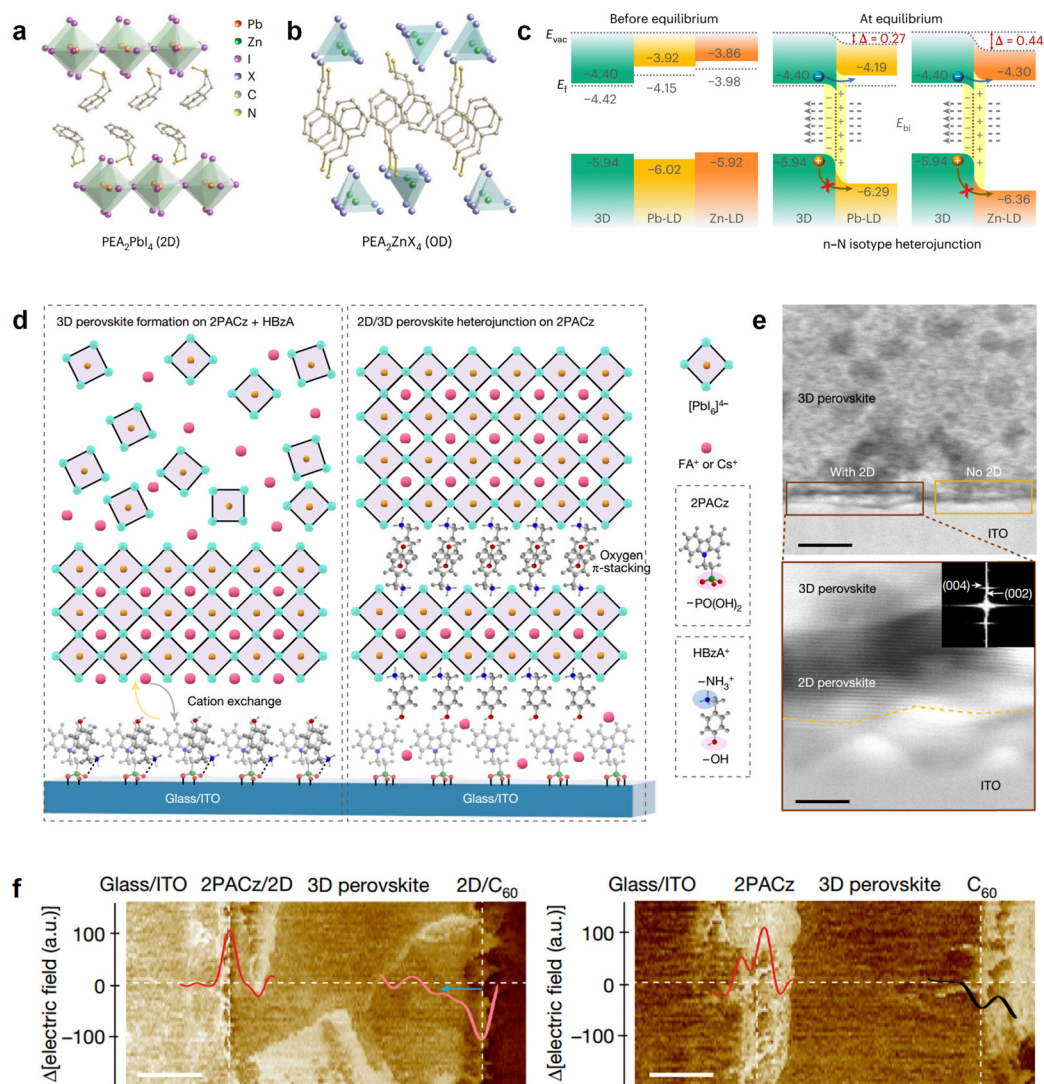 a
Pb
Zn
I
X
C
N
PEA₂PbI₄ (2D)
b
PEA₂ZnX₄ (0D)
c
Before equilibrium
At equilibrium
E_vac
E_f
−4.40
−4.42
−3.92
−4.15
−3.86
−3.98
−5.94
−6.02
−5.92
3D
Pb-LD
Zn-LD
Δ = 0.27
−4.40
−4.19
E_bi
−5.94
−6.29
3D
Pb-LD
Δ = 0.44
−4.40
−4.30
−5.94
−6.36
3D
Zn-LD
n–N isotype heterojunction
d
3D perovskite formation on 2PACz + HBzA
Cation exchange
Glass/ITO
2D/3D perovskite heterojunction on 2PACz
Oxygen
π-stacking
Glass/ITO
[PbI₆]⁴⁻
FA⁺ or Cs⁺
2PACz
−PO(OH)₂
HBzA⁺
−NH₃⁺
−OH
e
3D perovskite
With 2D
No 2D
ITO
3D perovskite
(004)
(002)
2D perovskite
ITO
f
Glass/ITO
2PACz/2D
3D perovskite
2D/C₆₀
Δ[electric field (a.u.)]
100
0
−100
Glass/ITO
2PACz
3D perovskite
C₆₀
Δ[electric field (a.u.)]
100
0
−100